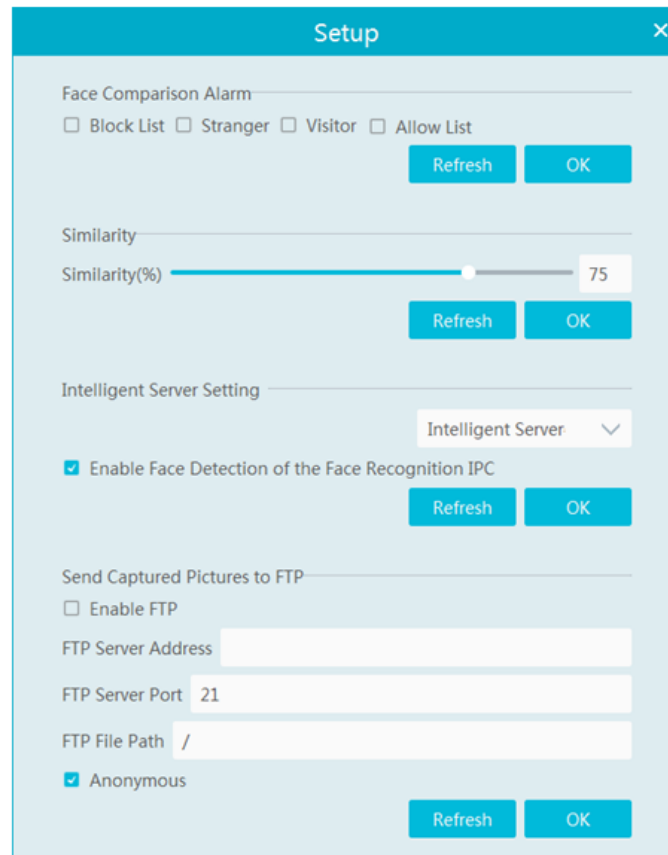 Setup
Face Comparison Alarm
Block List Stranger Visitor Allow List
Refresh OK
Similarity
Similarity(%) 75
Refresh OK
Intelligent Server Setting
Intelligent Server
Enable Face Detection of the Face Recognition IPC
Refresh OK
Send Captured Pictures to FTP
Enable FTP
FTP Server Address
FTP Server Port 21
FTP File Path /
Anonymous
Refresh OK